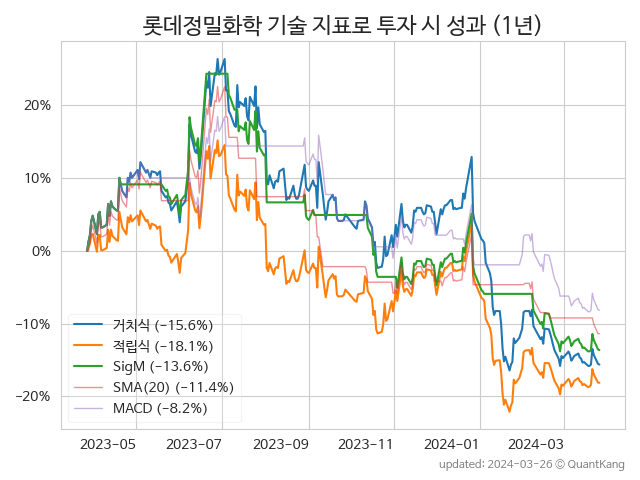 롯데정밀화학 기술 지표로 투자 시 성과 (1년)
20%
10%
0%
−10%
−20%
거치식 (−15.6%)
적립식 (−18.1%)
SigM (−13.6%)
SMA(20) (−11.4%)
MACD (−8.2%)
2023-05 2023-07 2023-09 2023-11 2024-01 2024-03
updated: 2024-03-26 ⓒ QuantKang